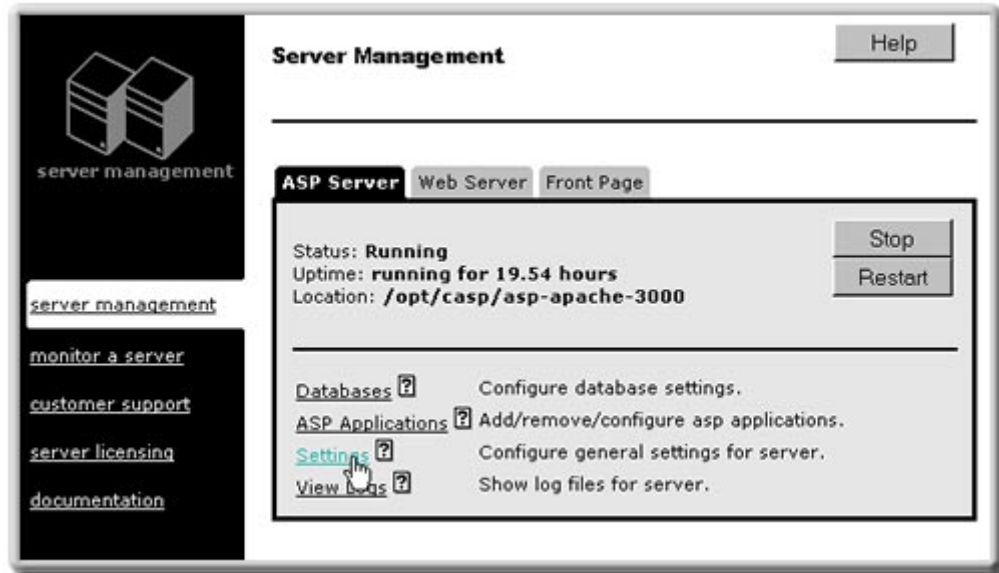 Server Management
Help
server management
ASP Server Web Server Front Page
Status: Running
Uptime: running for 19.54 hours
Location: /opt/casp/asp-apache-3000
Stop
Restart
server management
monitor a server
customer support
server licensing
documentation
Databases ? Configure database settings.
ASP Applications ? Add/remove/configure asp applications.
Settings ? Configure general settings for server.
View Logs ? Show log files for server.